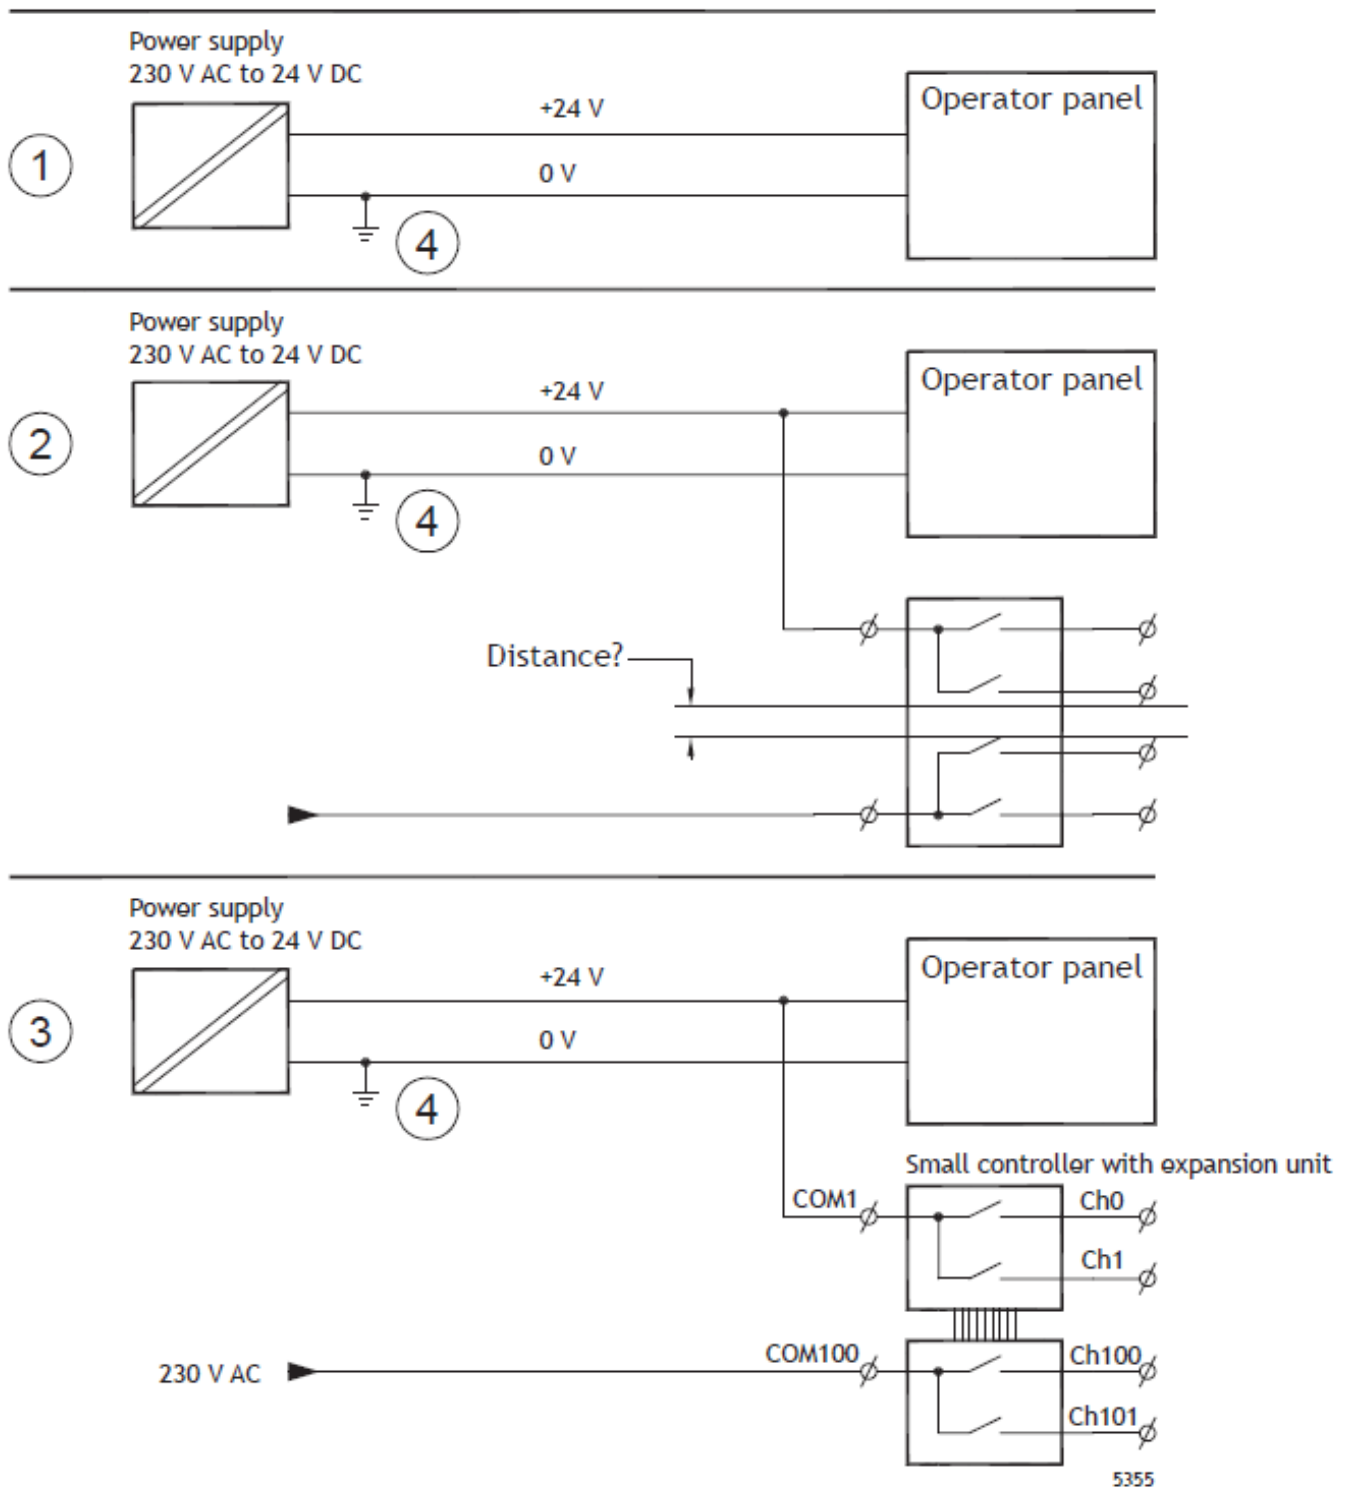 Power supply
230 V AC to 24 V DC
+24 V
Operator panel
1
0 V
4
Power supply
230 V AC to 24 V DC
+24 V
Operator panel
2
0 V
4
Distance?
Power supply
230 V AC to 24 V DC
+24 V
Operator panel
3
0 V
4
Small controller with expansion unit
COM1
Ch0
Ch1
COM100
Ch100
230 V AC
Ch101
5355